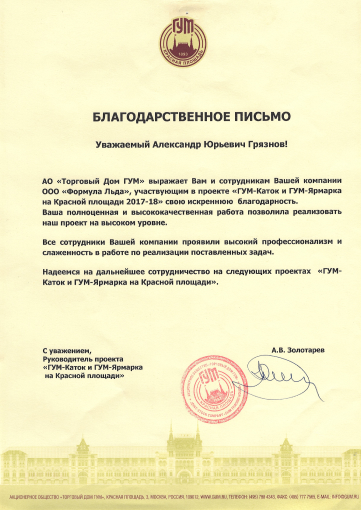 ГУМ
1893
КРАСНАЯ ПЛОЩАДЬ
БЛАГОДАРСТВЕННОЕ ПИСЬМО
Уважаемый Александр Юрьевич Грязнов!
АО «Торговый Дом ГУМ» выражает Вам и сотрудникам Вашей компании
ООО «Формула Льда», участвующим в проекте «ГУМ-Каток и ГУМ-Ярмарка
на Красной площади 2017-18» свою искреннюю благодарность.
Ваша полноценная и высококачественная работа позволила реализовать
наш проект на высоком уровне.
Все сотрудники Вашей компании проявили высокий профессионализм и
слаженность в работе по реализации поставленных задач.
Надеемся на дальнейшее сотрудничество на следующих проектах «ГУМ-
Каток и ГУМ-Ярмарка на Красной площади».
С уважением,
Руководитель проекта
«ГУМ-Каток и ГУМ-Ярмарка
на Красной площади»
А.В. Золотарев
ГУМ
АКЦИОНЕРНОЕ ОБЩЕСТВО «ТОРГОВЫЙ ДОМ ГУМ», КРАСНАЯ ПЛОЩАДЬ, 3, МОСКВА, РОССИЯ, 109012, WWW.GUM.RU, ТЕЛЕФОН: (495) 788 4343, ФАКС: (495) 777 7569, E-MAIL: INFO@GUM.RU